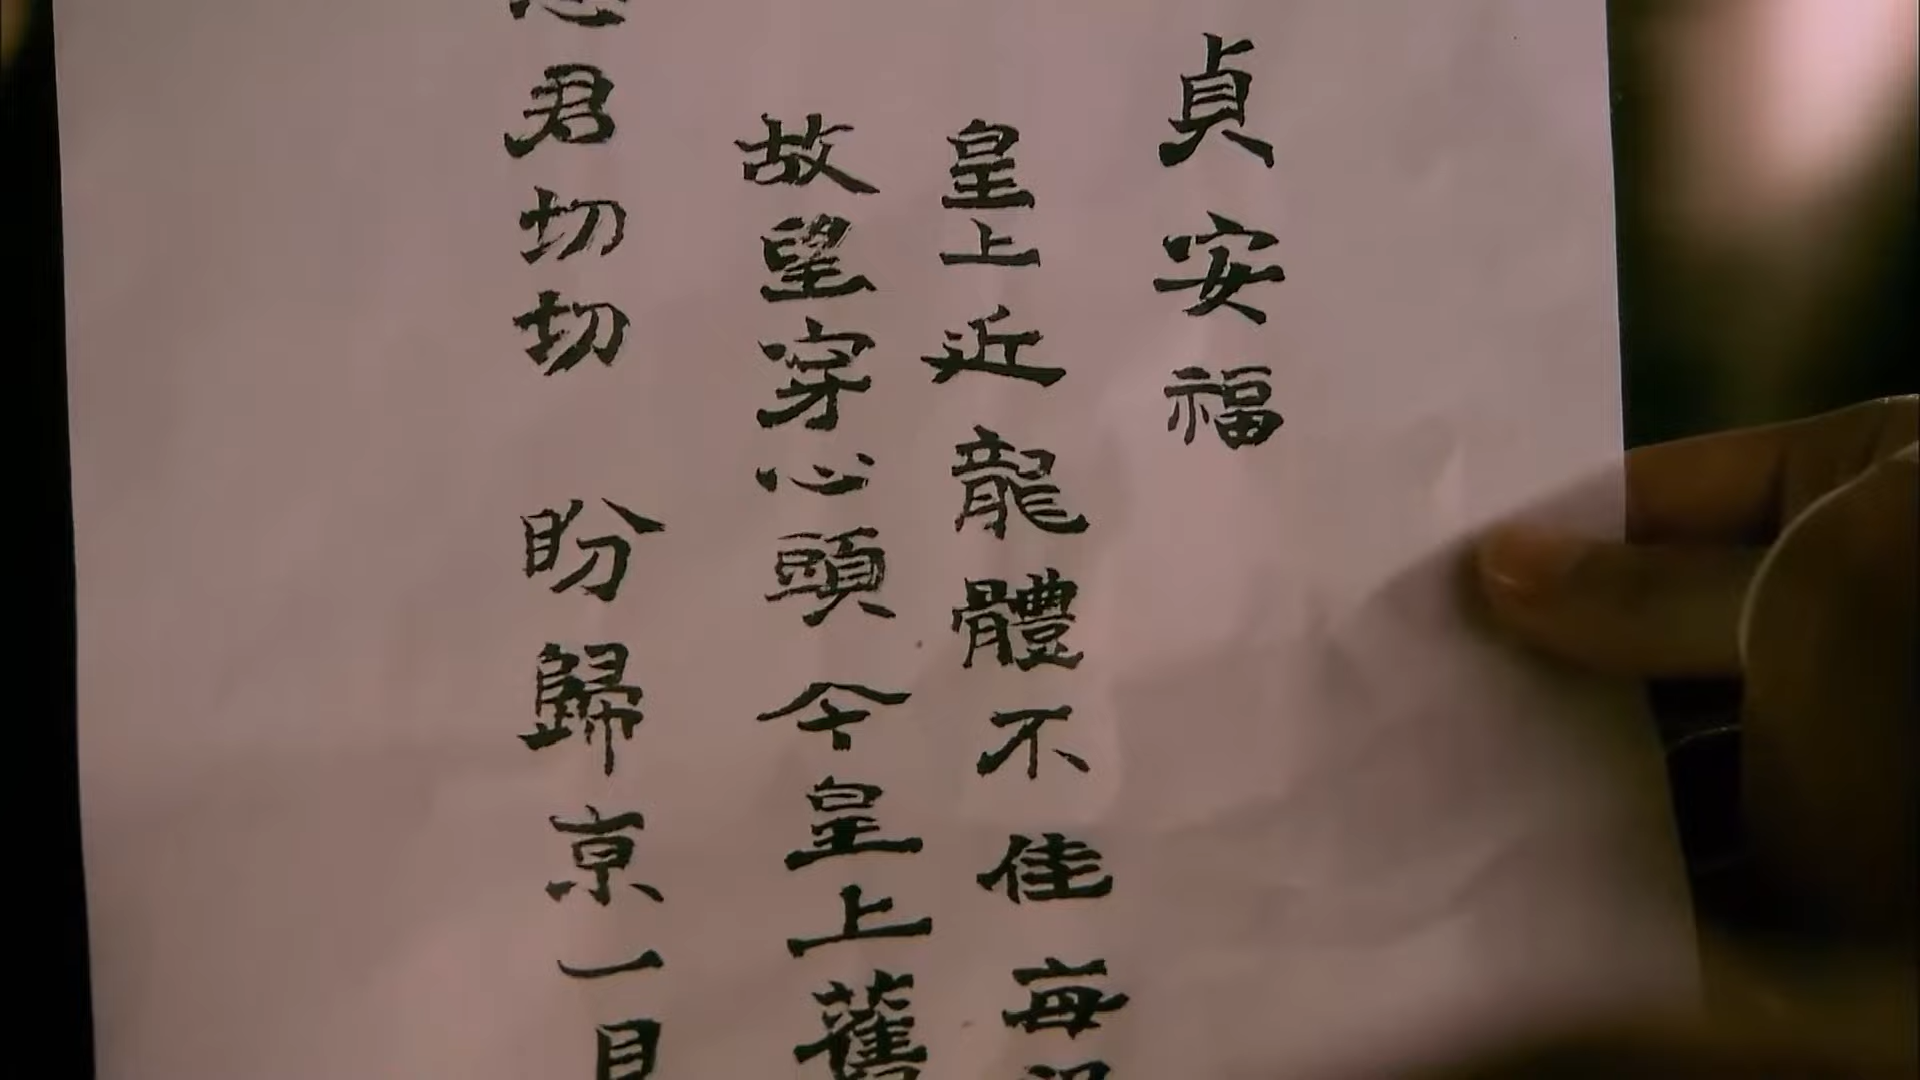 貞安福
皇上近龍體不佳每
故望穿心頭今皇上舊
君切切 盼歸京一